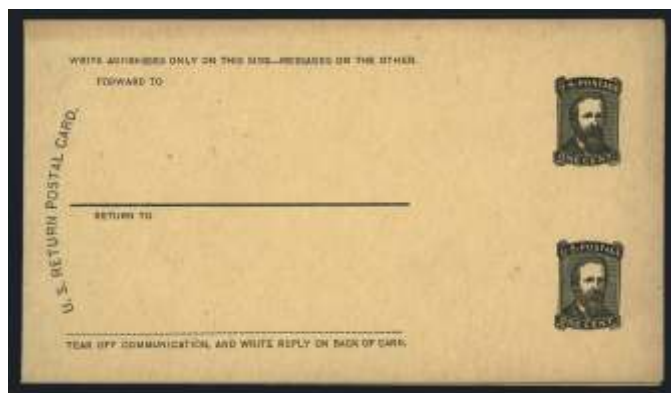 WRITE ADDRESSES ONLY ON THIS SIDE—MESSAGES ON THE OTHER.
FORWARD TO
U. S. RETURN POSTAL CARD.
U.S. POSTAGE
ONE CENT
RETURN TO
U.S. POSTAGE
ONE CENT
TEAR OFF COMMUNICATION, AND WRITE REPLY ON BACK OF CARD.